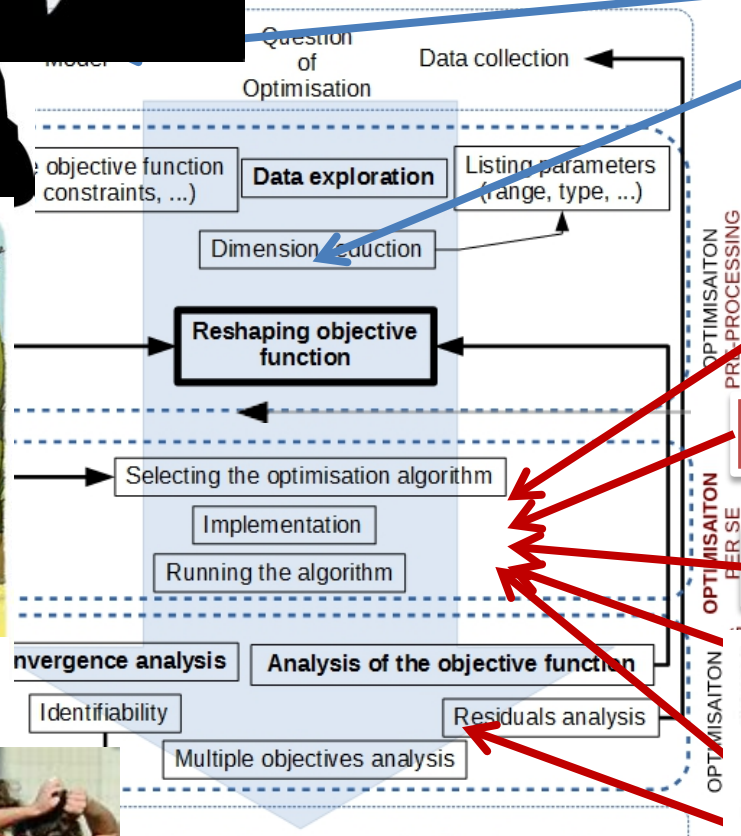 Question
Model
of
Data collection
Optimisation
objective function
constraints, ...)
Data exploration
Listing parameters
(range, type, ...)
Dimension reduction
Reshaping objective
function
OPTIMISAITON
PRE-PROCESSING
Selecting the optimisation algorithm
Implementation
Running the algorithm
OPTIMISAITON
PER SE
nvergence analysis
Analysis of the objective function
Identifiability
Residuals analysis
Multiple objectives analysis
OPTIMISAITON